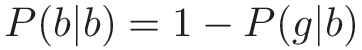 P(b|b) = 1 − P(g|b)